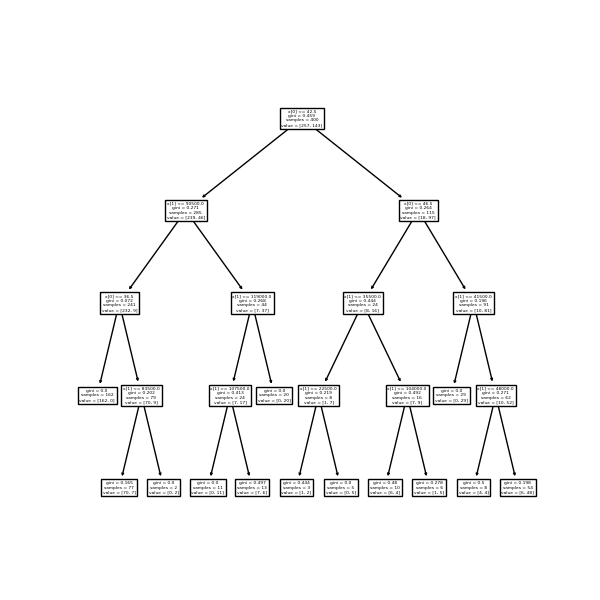 x[0] <= 42.5
gini = 0.459
samples = 400
value = [257, 143]
x[1] <= 90500.0
gini = 0.271
samples = 285
value = [239, 46]
x[0] <= 46.5
gini = 0.264
samples = 115
value = [18, 97]
x[0] <= 36.5
gini = 0.072
samples = 241
value = [232, 9]
x[1] <=
gini = 0.268
samples = 44
value = [7, 37]
x[1] <= 35500.0
gini = 0.444
samples = 24
value = [8, 16]
x[1] <= 41500.0
gini = 0.196
samples = 91
value = [10, 81]
gini = 0.0
samples = 162
value = [162, 0]
x[1] <= 83500.0
gini = 0.202
samples = 79
value = [70, 9]
x[1] <= 107500.0
gini = 0.413
samples = 24
value = [7, 17]
gini = 0.0
samples = 20
value = [0, 20]
x[1] <= 22500.0
gini = 0.219
samples = 8
value = [1, 7]
x[1] <= 104000.0
gini = 0.492
samples = 16
value = [7, 9]
gini = 0.0
samples = 29
value = [0, 29]
x[1] <=
gini = 0.271
samples = 62
value = [10, 52]
gini = 0.165
samples = 77
value = [70, 7]
gini = 0.0
samples = 2
value = [0, 2]
gini = 0.0
samples = 11
value = [0, 11]
gini = 0.497
samples = 13
value = [7, 6]
gini = 0.444
samples = 3
value = [1, 2]
gini = 0.0
samples = 5
value = [0, 5]
gini = 0.48
samples = 10
value = [6, 4]
gini = 0.278
samples = 6
value = [1, 5]
gini = 0.5
samples = 8
value = [4, 4]
gini = 0.198
samples = 54
value = [6, 48]